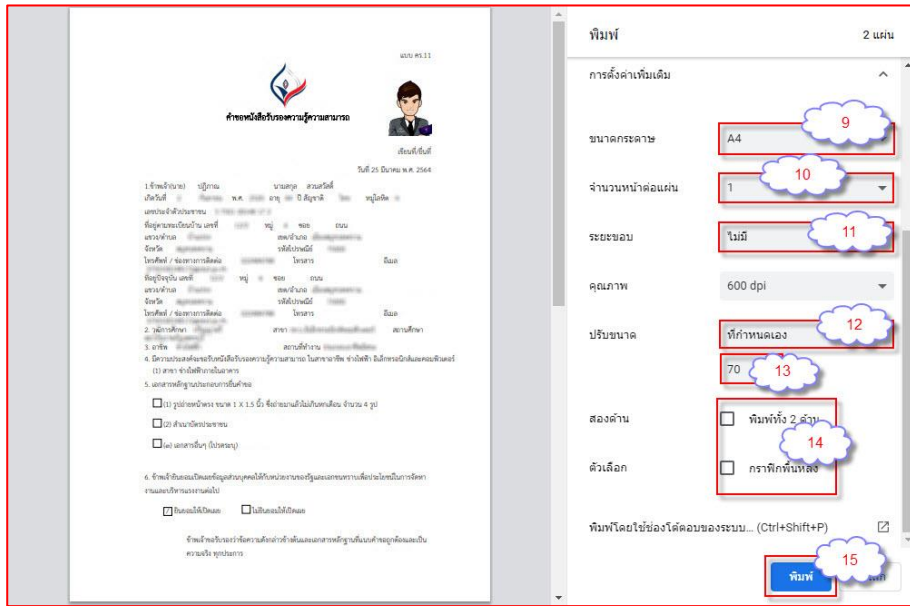 แบบ คร.11
คำขอหนังสือรับรองความรู้ความสามารถ
เขียนที่/ยื่นที่
วันที่ 25 มีนาคม พ.ศ. 2564
1.ข้าพเจ้า(นาย) ปฏิภาณ นามสกุล สวนสวัสดิ์
เกิดวันที่ พ.ศ. อายุ ปี สัญชาติ ไทย หมู่โลหิต
เลขประจำตัวประชาชน
ที่อยู่ตามทะเบียนบ้าน เลขที่ หมู่ ซอย ถนน
แขวง/ตำบล เขต/อำเภอ
จังหวัด รหัสไปรษณีย์
โทรศัพท์ / ช่องทางการติดต่อ โทรสาร อีเมล
ที่อยู่ปัจจุบัน เลขที่ หมู่ ซอย ถนน
แขวง/ตำบล เขต/อำเภอ
จังหวัด รหัสไปรษณีย์
โทรศัพท์ / ช่องทางการติดต่อ โทรสาร อีเมล
2. วุฒิการศึกษา สาขา สถานศึกษา
3. อาชีพ สถานที่ทำงาน
4. มีความประสงค์จะขอรับหนังสือรับรองความรู้ความสามารถ ในสาขาอาชีพ ช่างไฟฟ้า อิเล็กทรอนิกส์และคอมพิวเตอร์
(1) สาขา ช่างไฟฟ้าภายในอาคาร
5. เอกสารหลักฐานประกอบการยื่นคำขอ
(1) รูปถ่ายหน้าตรง ขนาด 1 X 1.5 นิ้ว ซึ่งถ่ายมาแล้วไม่เกินหกเดือน จำนวน 4 รูป
(2) สำเนาบัตรประชาชน
(๓) เอกสารอื่นๆ (โปรดระบุ)
6. ข้าพเจ้ายินยอมเปิดเผยข้อมูลส่วนบุคคลให้กับหน่วยงานของรัฐและเอกชนทราบเพื่อประโยชน์ในการจัดหา
งานและบริหารแรงงานต่อไป
ยินยอมให้เปิดเผย ไม่ยินยอมให้เปิดเผย
ข้าพเจ้าขอรับรองว่าข้อความดังกล่าวข้างต้นและเอกสารหลักฐานที่แนบคำขอถูกต้องและเป็น
ความจริง ทุกประการ
พิมพ์ 2 แผ่น
การตั้งค่าเพิ่มเติม
ขนาดกระดาษ A4 9
จำนวนหน้าต่อแผ่น 1 10
ระยะขอบ ไม่มี 11
คุณภาพ 600 dpi
ปรับขนาด ที่กำหนดเอง 12
70 13
สองด้าน พิมพ์ทั้ง 2 ด้าน
14
ตัวเลือก กราฟิกพื้นหลัง
พิมพ์โดยใช้ช่องโต้ตอบของระบบ... (Ctrl+Shift+P)
พิมพ์ 15